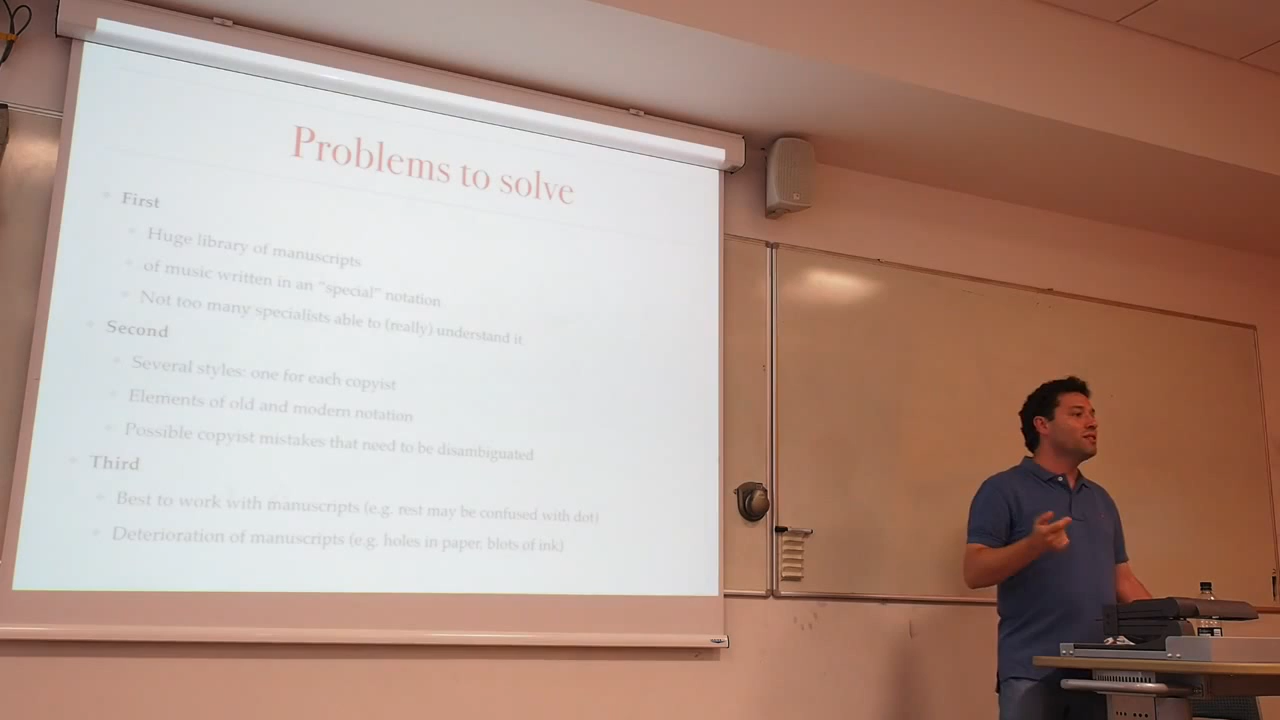 Problems to solve
First
Huge library of manuscripts
of music written in an "special" notation
Not too many specialists able to (really) understand it
Second
Several styles: one for each copyist
Elements of old and modern notation
Possible copyist mistakes that need to be disambiguated
Third
Best to work with manuscripts (e.g. rest may be confused with dot)
Deterioration of manuscripts (e.g. holes in paper, blots of ink)